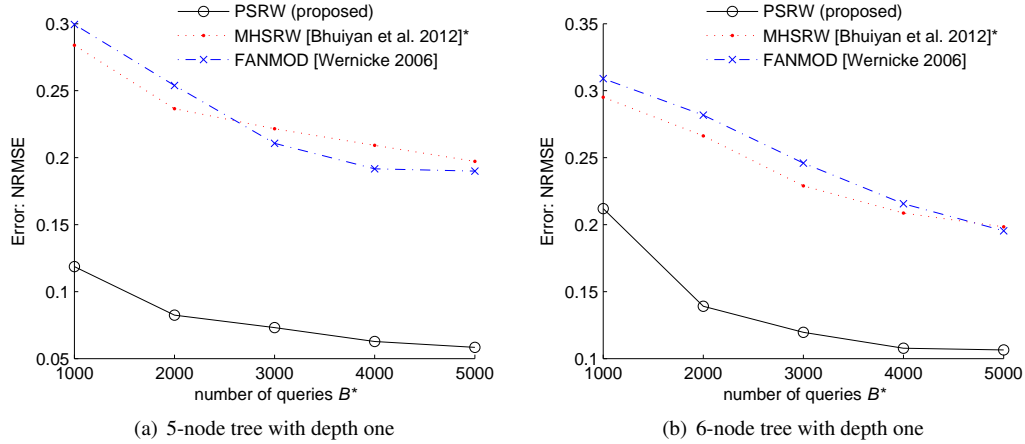 PSRW (proposed)
MHSRW [Bhuiyan et al. 2012]*
FANMOD [Wernicke 2006]
0.3
0.25
0.2
0.15
0.1
0.05
Error: NRMSE
1000 2000 3000 4000 5000
number of queries B*
(a) 5-node tree with depth one
PSRW (proposed)
MHSRW [Bhuiyan et al. 2012]*
FANMOD [Wernicke 2006]
0.35
0.3
0.25
0.2
0.15
0.1
Error: NRMSE
1000 2000 3000 4000 5000
number of queries B*
(b) 6-node tree with depth one